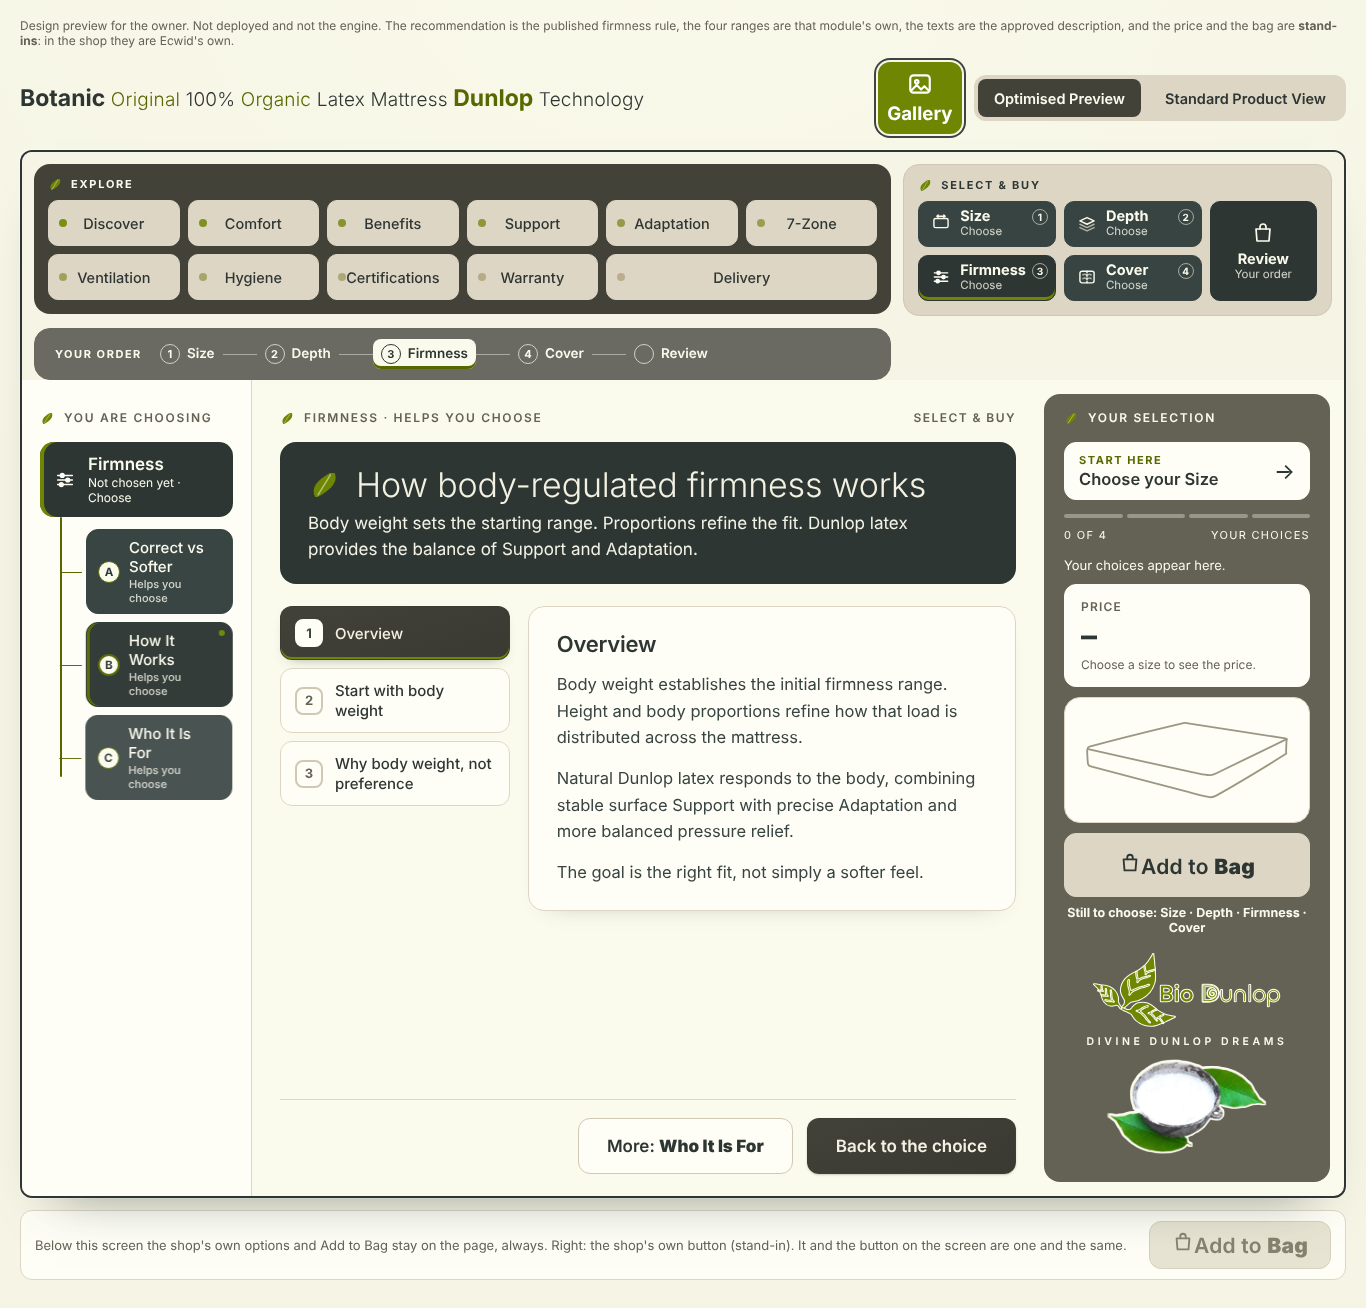 Design preview for the owner. Not deployed and not the engine. The recommendation is the published firmness rule, the four ranges are that module's own, the texts are the approved description, and the price and the bag are stand-
ins: in the shop they are Ecwid's own.
Botanic Original 100% Organic Latex Mattress Dunlop Technology
Gallery
Optimised Preview
Standard Product View
EXPLORE
Discover
Comfort
Benefits
Support
Adaptation
7-Zone
Ventilation
Hygiene
Certifications
Warranty
Delivery
SELECT & BUY
Size 1
Choose
Depth 2
Choose
Firmness 3
Choose
Cover 4
Choose
Review
Your order
YOUR ORDER
1 Size
2 Depth
3 Firmness
4 Cover
Review
YOU ARE CHOOSING
Firmness
Not chosen yet ·
Choose
A
Correct vs
Softer
Helps you
choose
B
How It
Works
Helps you
choose
C
Who It Is
For
Helps you
choose
FIRMNESS · HELPS YOU CHOOSE
SELECT & BUY
How body-regulated firmness works
Body weight sets the starting range. Proportions refine the fit. Dunlop latex
provides the balance of Support and Adaptation.
1 Overview
2 Start with body
weight
3 Why body weight, not
preference
Overview
Body weight establishes the initial firmness range.
Height and body proportions refine how that load is
distributed across the mattress.
Natural Dunlop latex responds to the body, combining
stable surface Support with precise Adaptation and
more balanced pressure relief.
The goal is the right fit, not simply a softer feel.
More: Who It Is For
Back to the choice
YOUR SELECTION
START HERE
Choose your Size
0 OF 4
YOUR CHOICES
Your choices appear here.
PRICE
–
Choose a size to see the price.
Add to Bag
Still to choose: Size · Depth · Firmness ·
Cover
Bio Dunlop
DIVINE DUNLOP DREAMS
Below this screen the shop's own options and Add to Bag stay on the page, always. Right: the shop's own button (stand-in). It and the button on the screen are one and the same.
Add to Bag